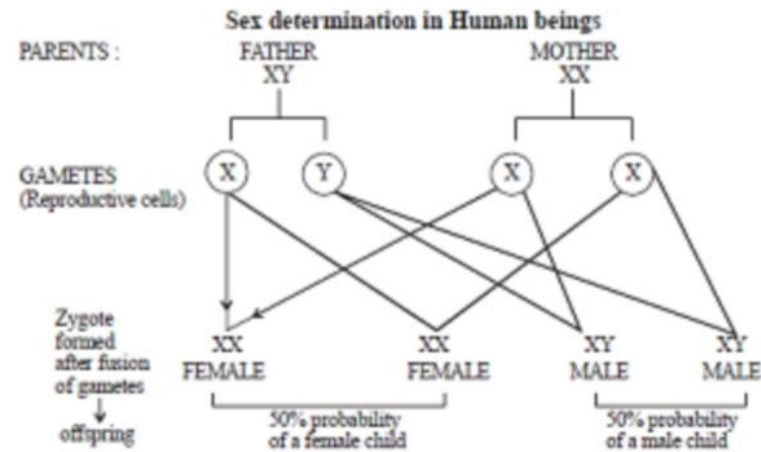 Sex determination in Human beings
PARENTS : FATHER MOTHER
XY XX
X Y X X
GAMETES
(Reproductive cells)
Zygote
formed
after fusion
of gametes
offspring
XX XX XY XY
FEMALE FEMALE MALE MALE
50% probability
of a female child
50% probability
of a male child